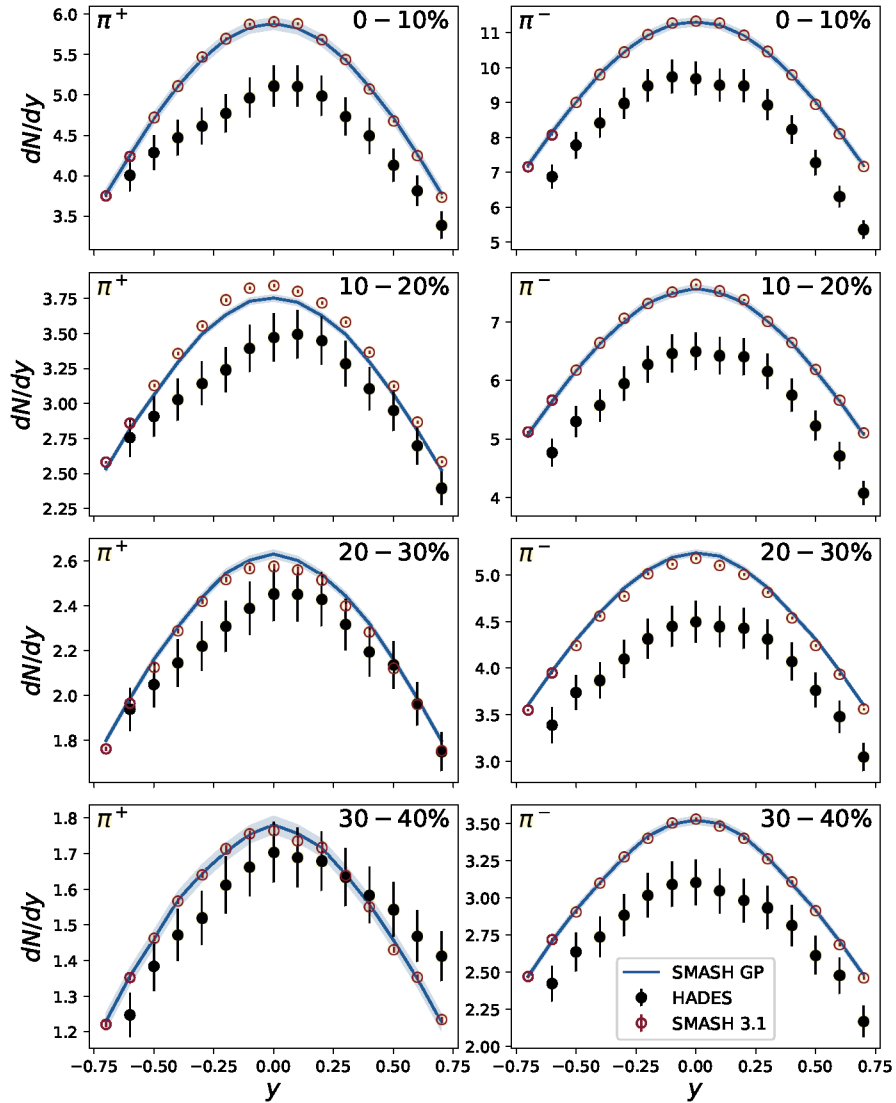 π⁺ 0 − 10%
dN/dy
6.0
5.5
5.0
4.5
4.0
3.5
π⁻ 0 − 10%
11
10
9
8
7
6
5
π⁺ 10 − 20%
dN/dy
3.75
3.50
3.25
3.00
2.75
2.50
2.25
π⁻ 10 − 20%
7
6
5
4
π⁺ 20 − 30%
dN/dy
2.6
2.4
2.2
2.0
1.8
π⁻ 20 − 30%
5.0
4.5
4.0
3.5
3.0
π⁺ 30 − 40%
dN/dy
1.8
1.7
1.6
1.5
1.4
1.3
1.2
−0.75 −0.50 −0.25 0.00 0.25 0.50 0.75
y
π⁻ 30 − 40%
3.50
3.25
3.00
2.75
2.50
2.25
2.00
SMASH GP
HADES
SMASH 3.1
−0.75 −0.50 −0.25 0.00 0.25 0.50 0.75
y